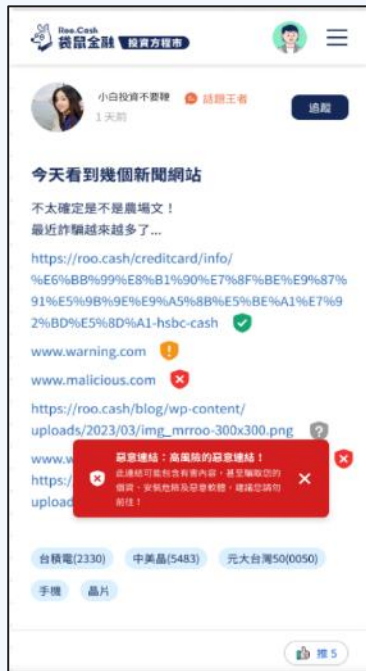 Roo.Cash
袋鼠金融 投資方程市
小白投資不要鞭 話題王者
1 天前
追蹤
今天看到幾個新聞網站
不太確定是不是農場文！
最近詐騙越來越多了...
https://roo.cash/creditcard/info/
%E6%BB%99%E8%B1%90%E7%8F%BE%E9%87%
91%E5%9B%9E%E9%A5%8B%E5%BE%A1%E7%9
2%BD%E5%8D%A1-hsbc-cash
www.warning.com
www.malicious.com
https://roo.cash/blog/wp-content/
uploads/2023/03/img_mrroo-300x300.png
www.w
https:/
upload
惡意連結：高風險的惡意連結！
此連結可能包含有害內容，甚至騙取您的
個資、安裝危險及惡意軟體，建議您請勿
前往！
台積電(2330) 中美晶(5483) 元大台灣50(0050)
手機 晶片
推 5